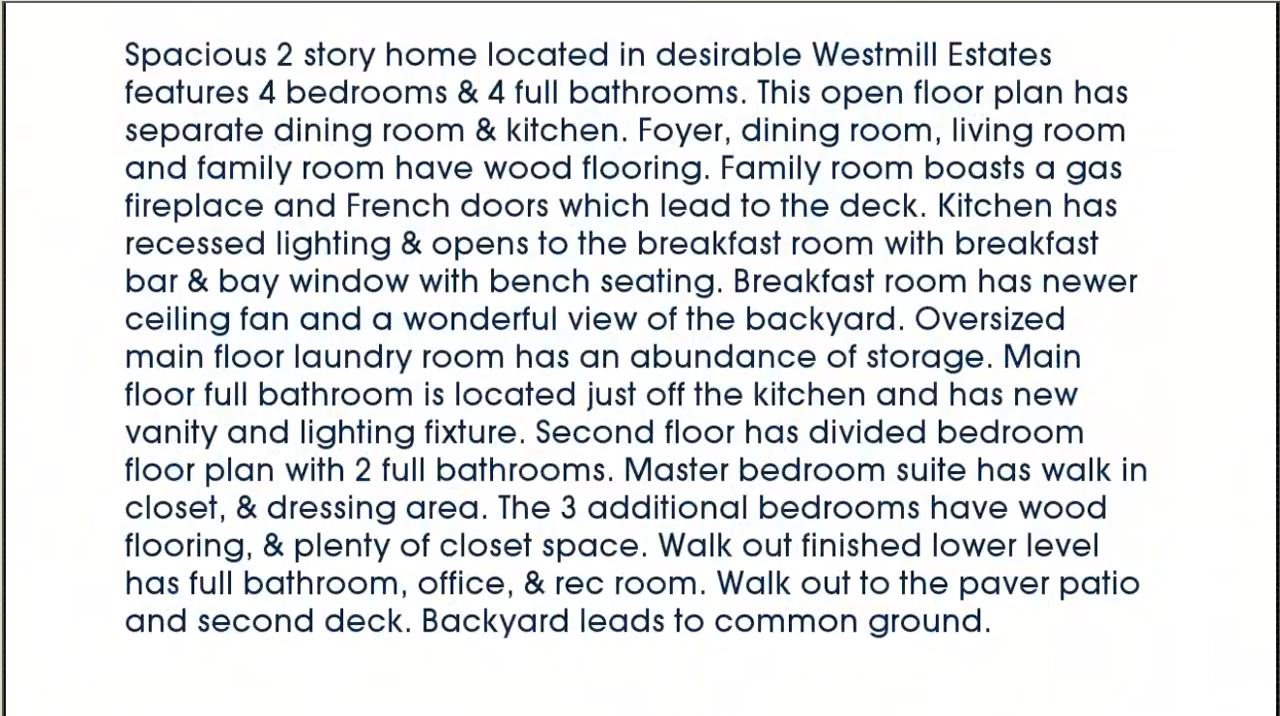 Spacious 2 story home located in desirable Westmill Estates
features 4 bedrooms & 4 full bathrooms. This open floor plan has
separate dining room & kitchen. Foyer, dining room, living room
and family room have wood flooring. Family room boasts a gas
fireplace and French doors which lead to the deck. Kitchen has
recessed lighting & opens to the breakfast room with breakfast
bar & bay window with bench seating. Breakfast room has newer
ceiling fan and a wonderful view of the backyard. Oversized
main floor laundry room has an abundance of storage. Main
floor full bathroom is located just off the kitchen and has new
vanity and lighting fixture. Second floor has divided bedroom
floor plan with 2 full bathrooms. Master bedroom suite has walk in
closet, & dressing area. The 3 additional bedrooms have wood
flooring, & plenty of closet space. Walk out finished lower level
has full bathroom, office, & rec room. Walk out to the paver patio
and second deck. Backyard leads to common ground.